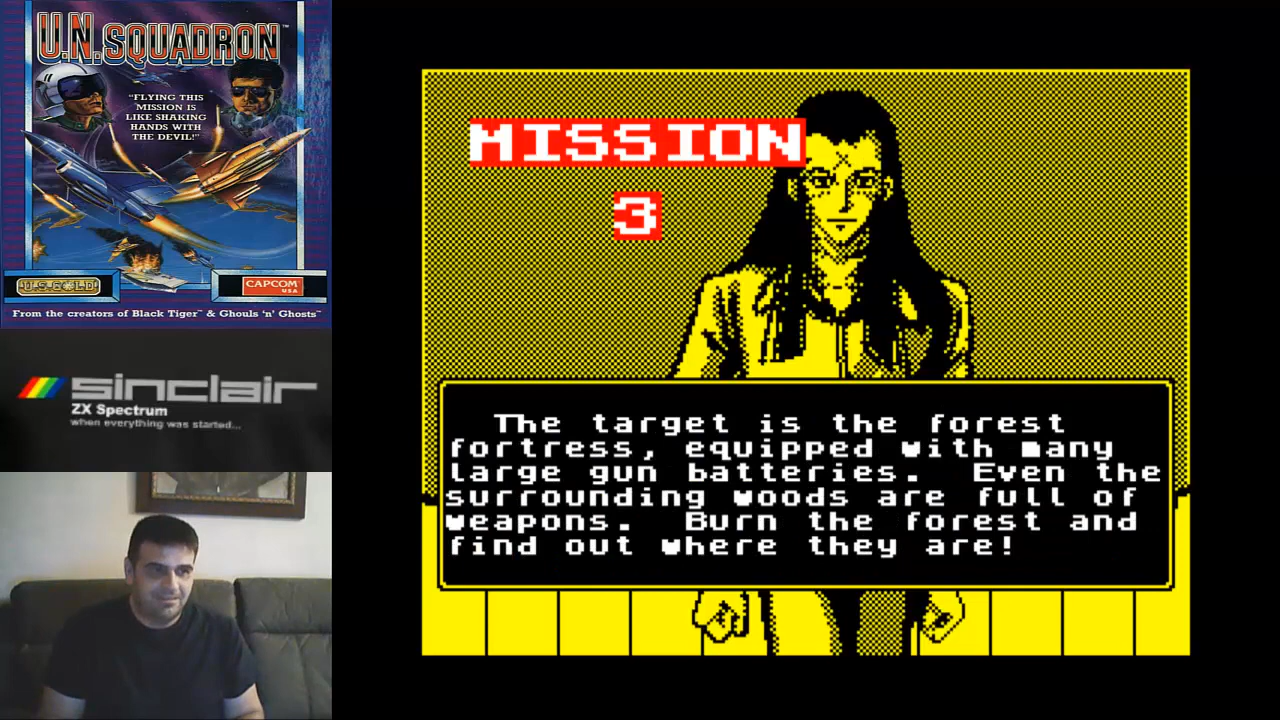 U.N. SQUADRON™
"FLYING THIS
MISSION IS
LIKE SHAKING
HANDS WITH
THE DEVIL!"
U.S. GOLD
CAPCOM
USA
From the creators of Black Tiger™ & Ghouls 'n' Ghosts™
sinclair
ZX Spectrum
when everything was started...
MISSION
3
The target is the forest
fortress, equipped with many
large gun batteries. Even the
surrounding woods are full of
weapons. Burn the forest and
find out where they are!